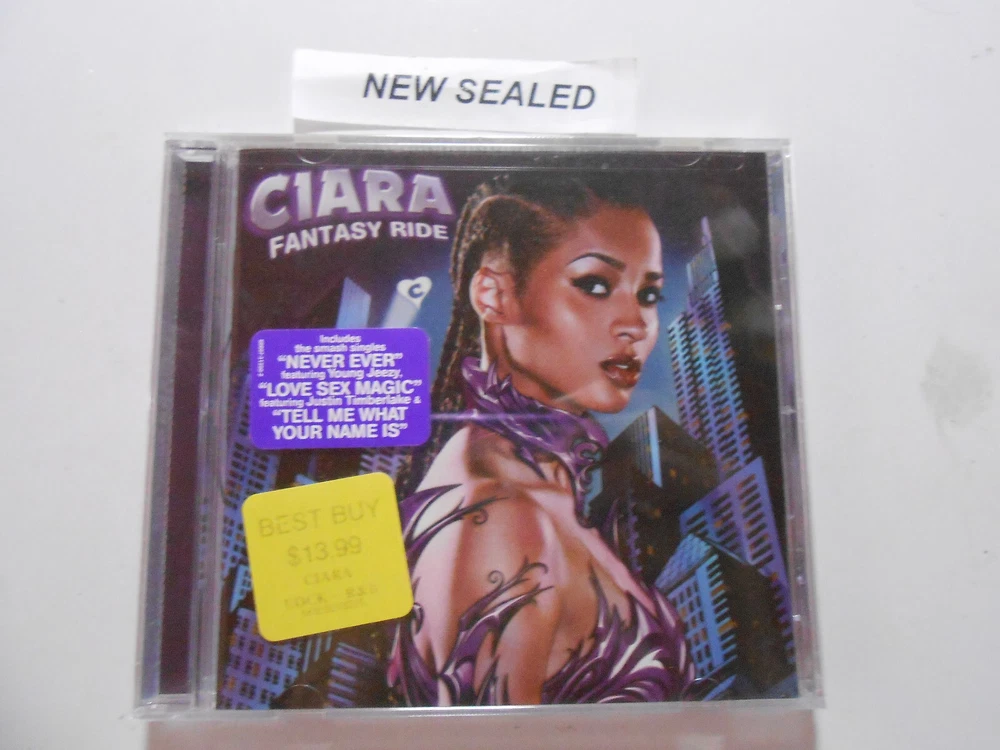 NEW SEALED
CIARA
FANTASY RIDE
C
Includes
the smash singles
“NEVER EVER”
featuring Young Jeezy,
“LOVE SEX MAGIC”
featuring Justin Timberlake &
“TELL ME WHAT
YOUR NAME IS”
BEST BUY
$13.99
CIARA